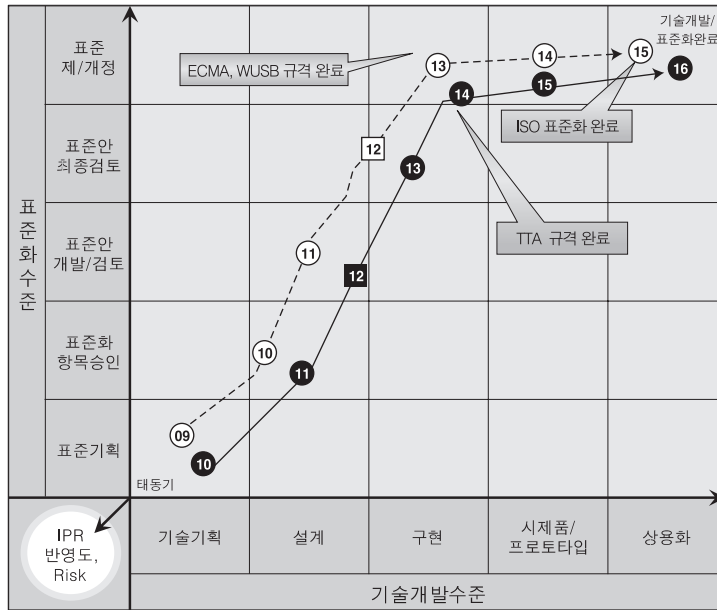 기술개발/
표준화완료
표준
제/개정
ECMA, WUSB 규격 완료
13
14
15
14
15
16
ISO 표준화 완료
표준안
최종검토
12
13
TTA 규격 완료
표준화수준
표준안
개발/검토
11
12
표준화
항목승인
10
11
표준기획
09
10
태동기
IPR
반영도,
Risk
기술기획
설계
구현
시제품/
프로토타입
상용화
기술개발수준